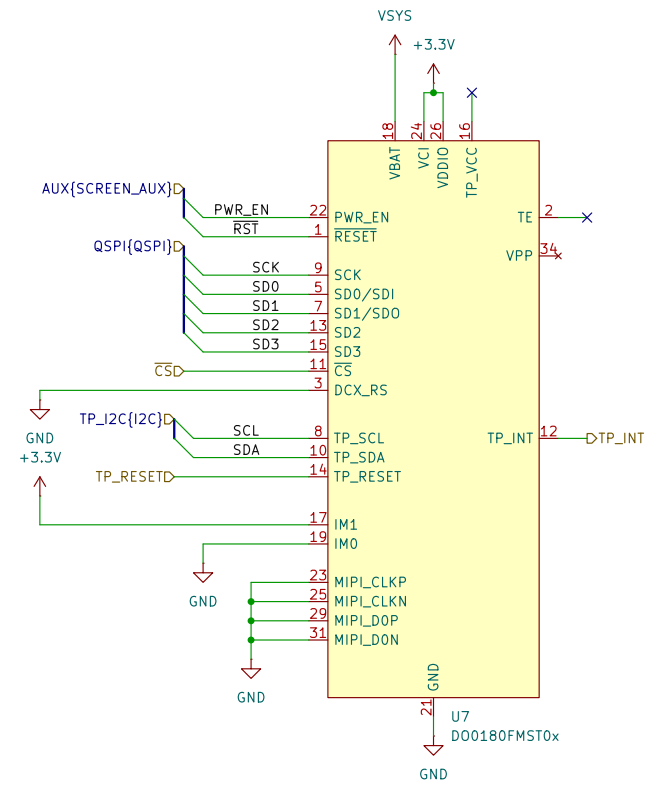 VSYS
+3.3V
18
24
26
16
VBAT
VCI
VDDIO
TP_VCC
AUX{SCREEN_AUX}
PWR_EN
22
PWR_EN
TE
2
RST
1
RESET
QSPI{QSPI}
VPP
34
SCK
9
SCK
SD0
5
SD0/SDI
SD1
7
SD1/SDO
SD2
13
SD2
SD3
15
SD3
CS
11
CS
3
DCX_RS
GND
TP_I2C{I2C}
SCL
8
TP_SCL
TP_INT
12
TP_INT
SDA
10
TP_SDA
+3.3V
TP_RESET
14
TP_RESET
17
IM1
19
IM0
GND
23
MIPI_CLKP
25
MIPI_CLKN
29
MIPI_D0P
31
MIPI_D0N
GND
GND
21
U7
DO0180FMST0x
GND